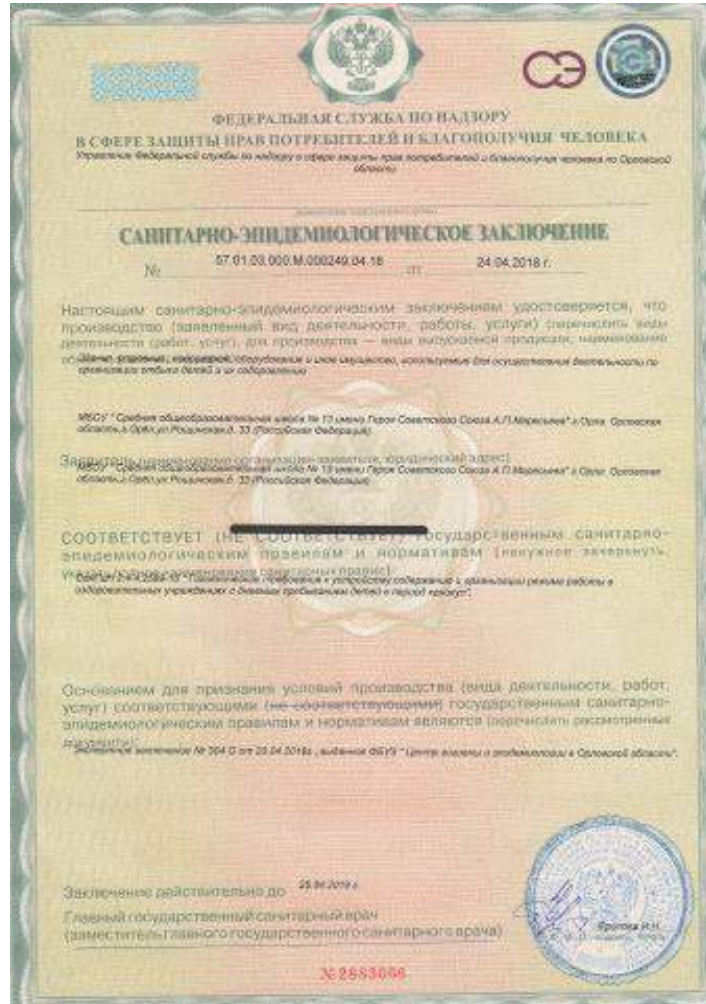 СЭ
ФЕДЕРАЛЬНАЯ СЛУЖБА ПО НАДЗОРУ
В СФЕРЕ ЗАЩИТЫ ПРАВ ПОТРЕБИТЕЛЕЙ И БЛАГОПОЛУЧИЯ ЧЕЛОВЕКА
Управление Федеральной службы по надзору в сфере защиты прав потребителей и благополучия человека по Орловской
области
САНИТАРНО-ЭПИДЕМИОЛОГИЧЕСКОЕ ЗАКЛЮЧЕНИЕ
№ 57.01.03.000.М.000249.04.18 от 24.04.2018 г.
Настоящим санитарно-эпидемиологическим заключением удостоверяется, что
производство (заявленный вид деятельности, работы, услуги) (перечислить виды
деятельности (работ, услуг), для производства — виды выпускаемой продукции; наименование
Здания, строения, сооружения, оборудование и иное имущество, используемые для осуществления деятельности по
организации отдыха детей и их оздоровления
МБОУ "Средняя общеобразовательная школа № 13 имени Героя Советского Союза А.П.Маресьева" г.Орла Орловская
область,г.Орёл,ул.Рощинская,д. 33 (Российская Федерация)
Заявитель (наименование организации-заявителя, юридический адрес)
МБОУ "Средняя общеобразовательная школа № 13 имени Героя Советского Союза А.П.Маресьева" г.Орла Орловская
область,г.Орёл,ул.Рощинская,д. 33 (Российская Федерация)
СООТВЕТСТВУЕТ (НЕ СООТВЕТСТВУЕТ) государственным санитарно-
эпидемиологическим правилам и нормативам (ненужное зачеркнуть,
указать полное наименование санитарных правил):
СанПиН 2.4.4.2599-10 "Гигиенические требования к устройству,содержанию и организации режима работы в
оздоровительных учреждениях с дневным пребыванием детей в период каникул".
Основанием для признания условий производства (вида деятельности, работ,
услуг) соответствующими (не соответствующими) государственным санитарно-
эпидемиологическим правилам и нормативам являются (перечислить рассмотренные
документы):
Экспертное заключение № 364 О от 20.04.2018г., выданное ФБУЗ "Центр гигиены и эпидемиологии в Орловской области".
Заключение действительно до
Главный государственный санитарный врач
(заместитель главного государственного санитарного врача)
№2883666